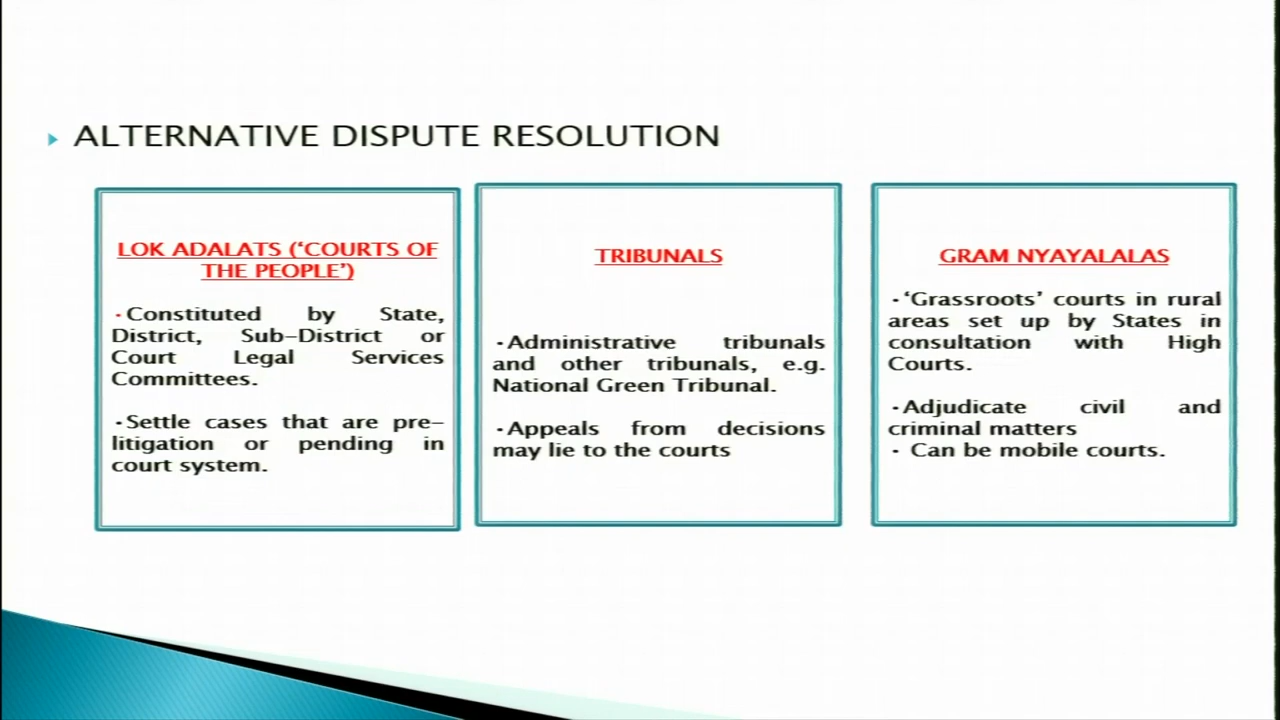 ALTERNATIVE DISPUTE RESOLUTION
LOK ADALATS (‘COURTS OF
THE PEOPLE’)
•Constituted by State,
District, Sub-District or
Court Legal Services
Committees.
•Settle cases that are pre-
litigation or pending in
court system.
TRIBUNALS
•Administrative tribunals
and other tribunals, e.g.
National Green Tribunal.
•Appeals from decisions
may lie to the courts
GRAM NYAYALALAS
•‘Grassroots’ courts in rural
areas set up by States in
consultation with High
Courts.
•Adjudicate civil and
criminal matters
• Can be mobile courts.